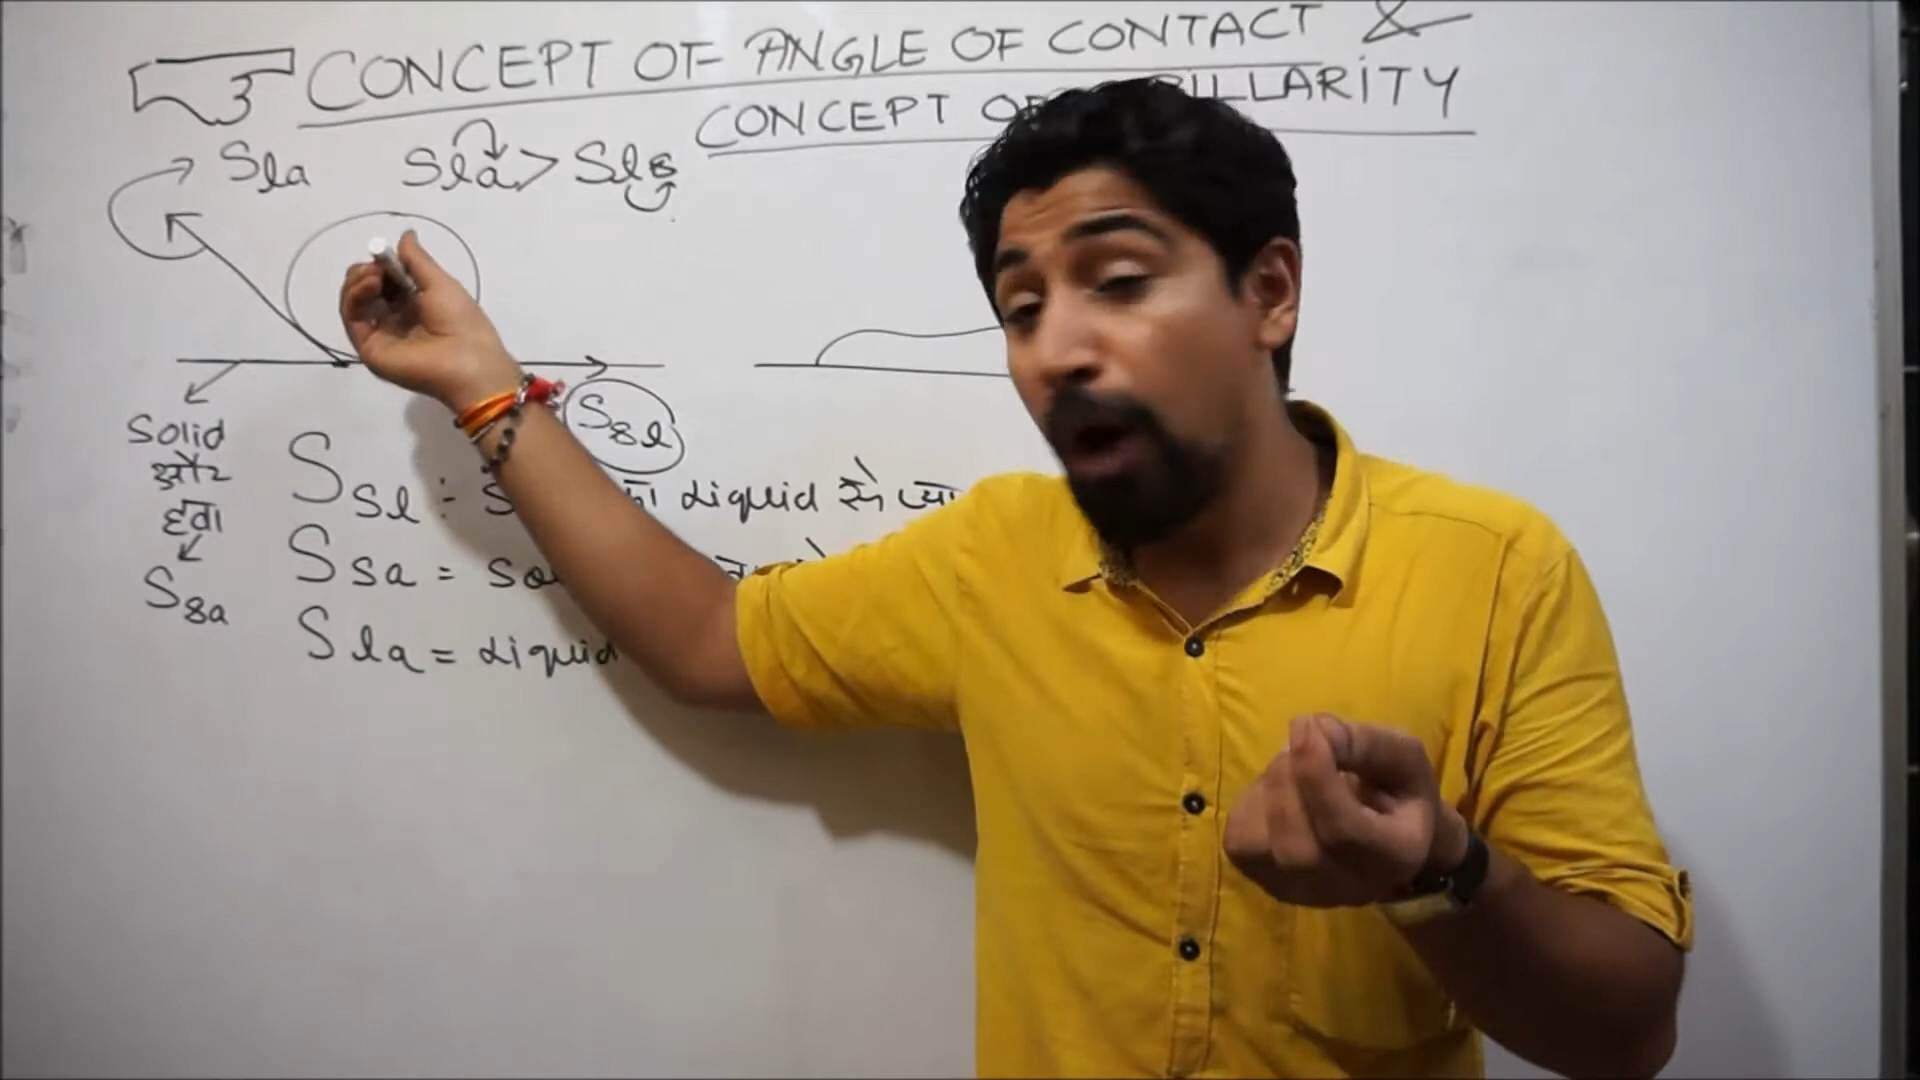 CONCEPT OF ANGLE OF CONTACT &
CONCEPT OF PILLARITY
Sla Sla > Sls
Ssl
Solid
और
हवा
Ssa
Ssl :- S का Liquid से
Ssa = So
Sla = Liquid